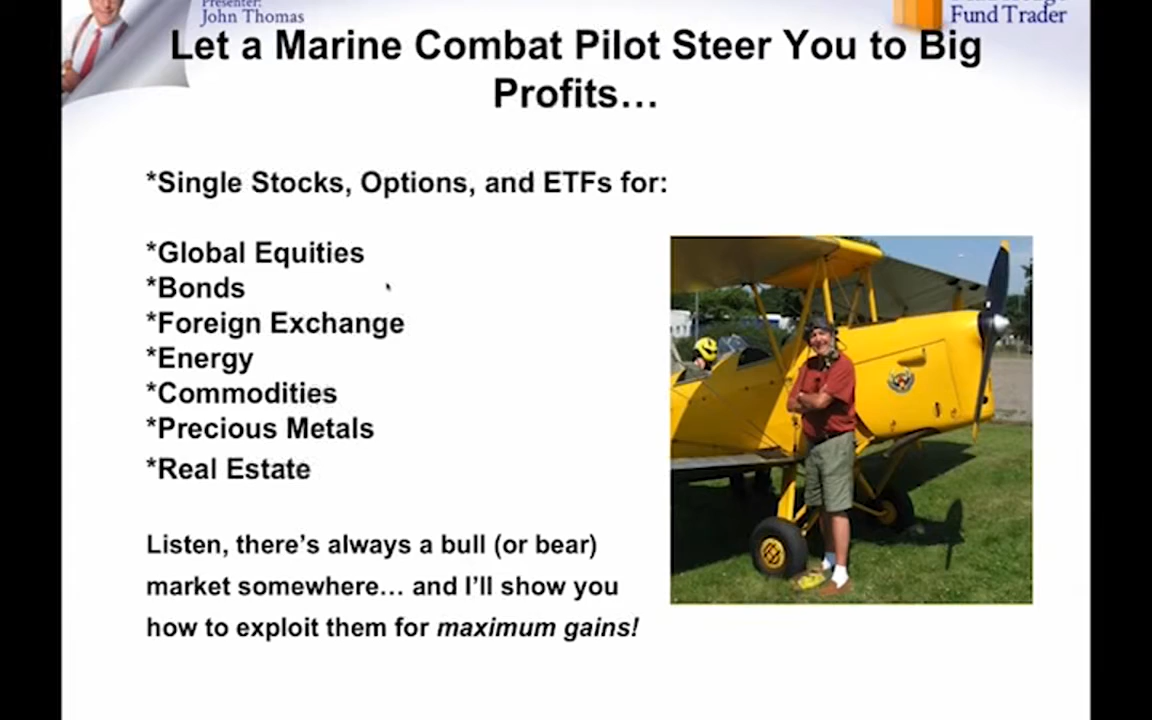 Presenter:
John Thomas
Fund Trader
Let a Marine Combat Pilot Steer You to Big
Profits…
*Single Stocks, Options, and ETFs for:
*Global Equities
*Bonds
*Foreign Exchange
*Energy
*Commodities
*Precious Metals
*Real Estate
Listen, there’s always a bull (or bear)
market somewhere… and I’ll show you
how to exploit them for maximum gains!